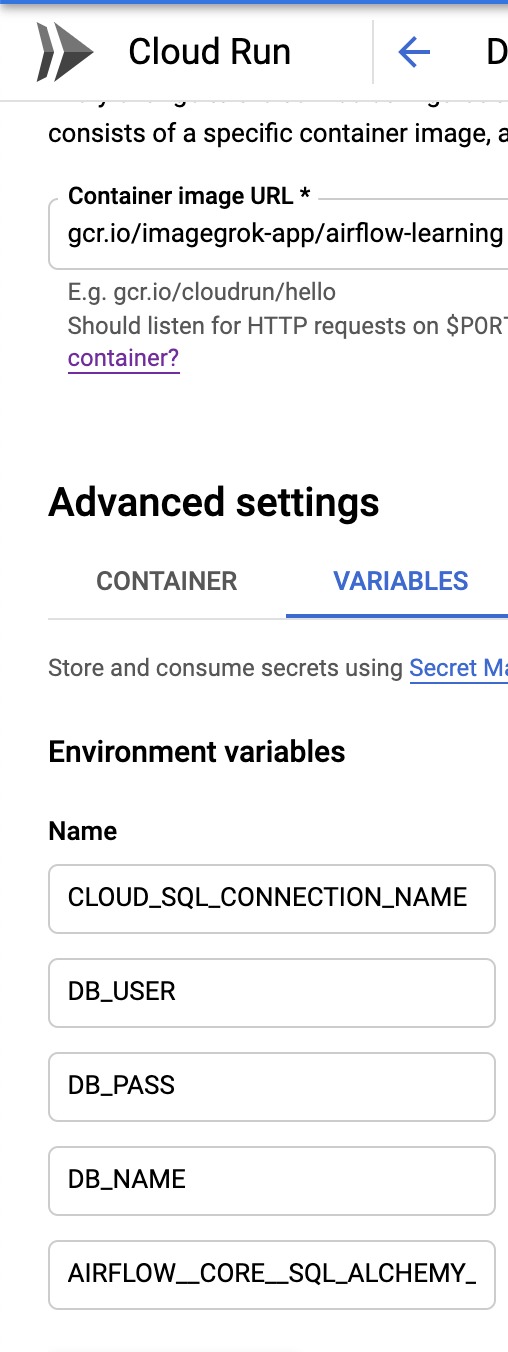 Cloud Run
D
consists of a specific container image, a
Container image URL *
gcr.io/imagegrok-app/airflow-learning
E.g. gcr.io/cloudrun/hello
Should listen for HTTP requests on $PORT
container?
Advanced settings
CONTAINER VARIABLES
Store and consume secrets using Secret Ma
Environment variables
Name
CLOUD_SQL_CONNECTION_NAME
DB_USER
DB_PASS
DB_NAME
AIRFLOW__CORE__SQL_ALCHEMY_